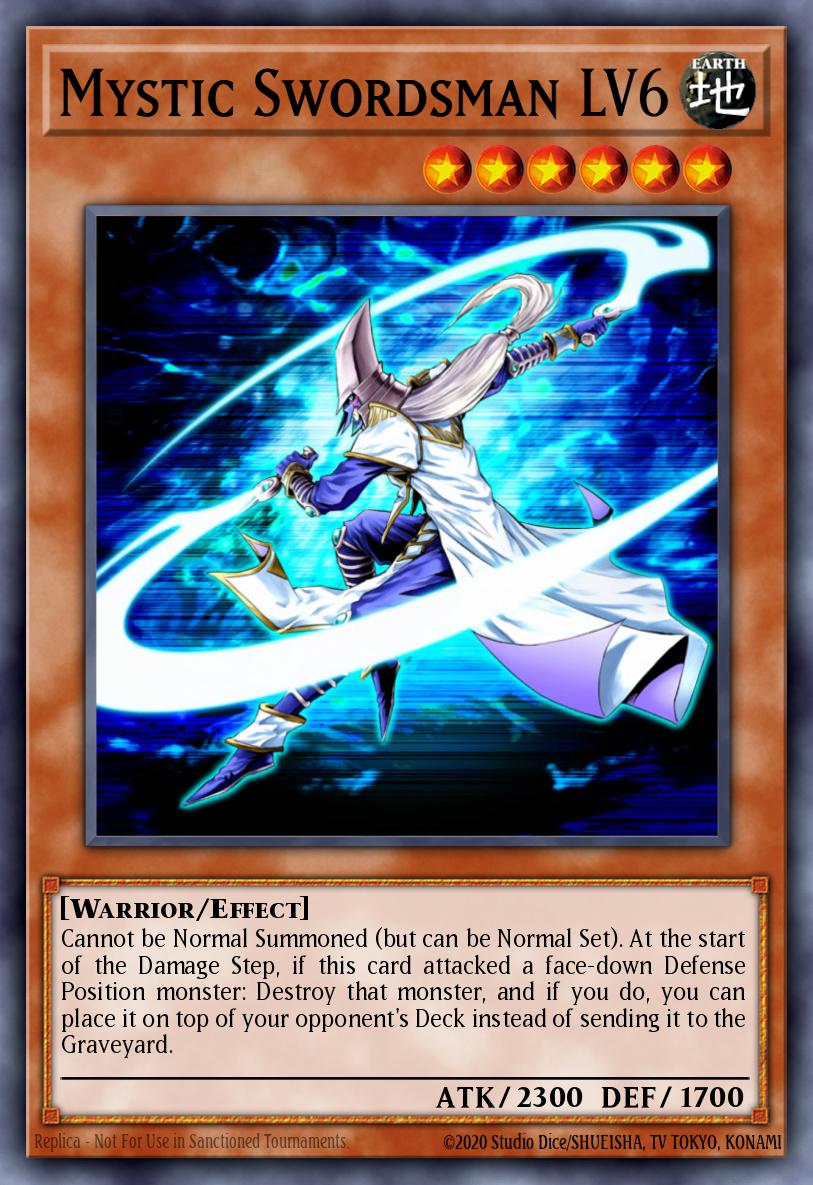 Mystic Swordsman LV6
EARTH
地
[Warrior/Effect]
Cannot be Normal Summoned (but can be Normal Set). At the start
of the Damage Step, if this card attacked a face-down Defense
Position monster: Destroy that monster, and if you do, you can
place it on top of your opponent's Deck instead of sending it to the
Graveyard.
ATK/2300 DEF/1700
Replica - Not For Use in Sanctioned Tournaments.
©2020 Studio Dice/SHUEISHA, TV TOKYO, KONAMI